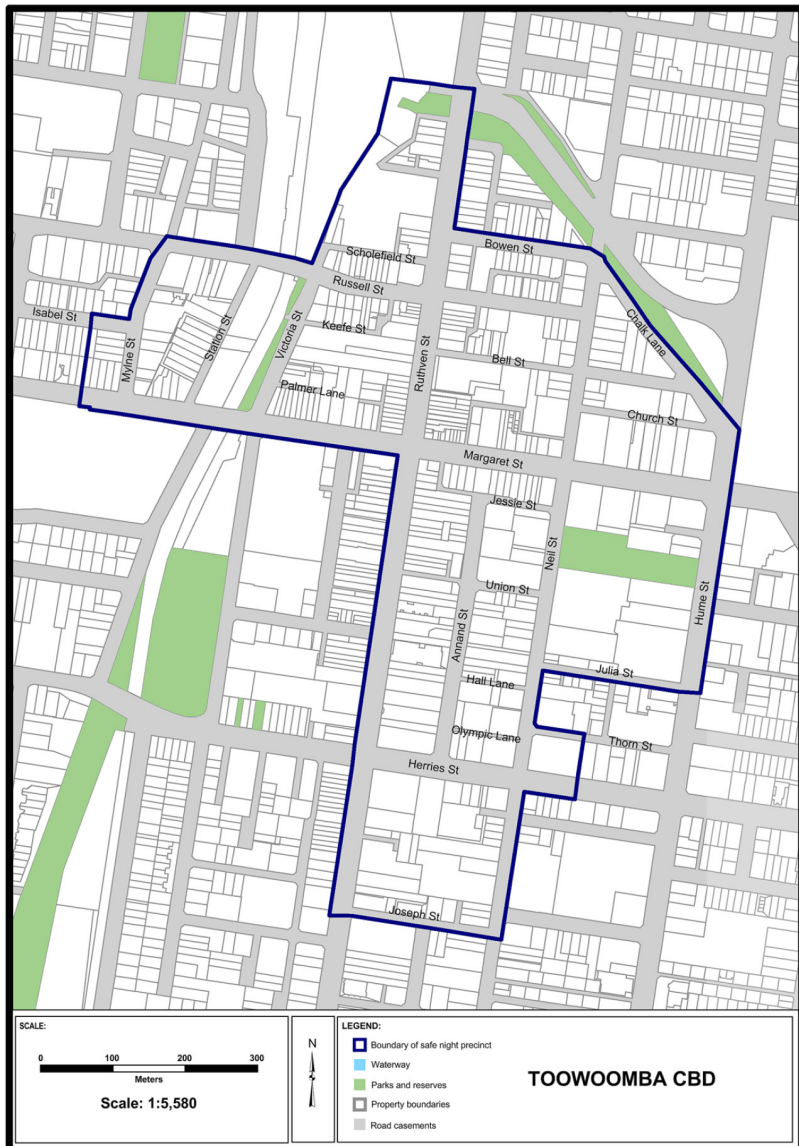 Scholefield St
Bowen St
Russell St
Isabel St
Station St
Victoria St
Keefe St
Chalk Lane
Mylne St
Ruthven St
Bell St
Palmer Lane
Church St
Margaret St
Jessie St
Neil St
Union St
Hume St
Annand St
Julia St
Hall Lane
Olympic Lane
Thorn St
Herries St
Joseph St
SCALE:
0 100 200 300
Meters
Scale: 1:5,580
N
LEGEND:
Boundary of safe night precinct
Waterway
Parks and reserves
Property boundaries
Road casements
TOOWOOMBA CBD